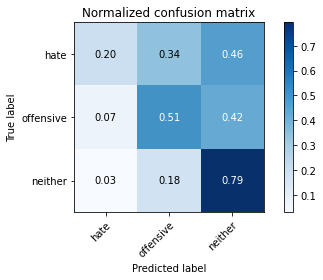 Normalized confusion matrix
True label
hate
offensive
neither
0.20 0.34 0.46
0.07 0.51 0.42
0.03 0.18 0.79
hate
offensive
neither
Predicted label
0.7
0.6
0.5
0.4
0.3
0.2
0.1